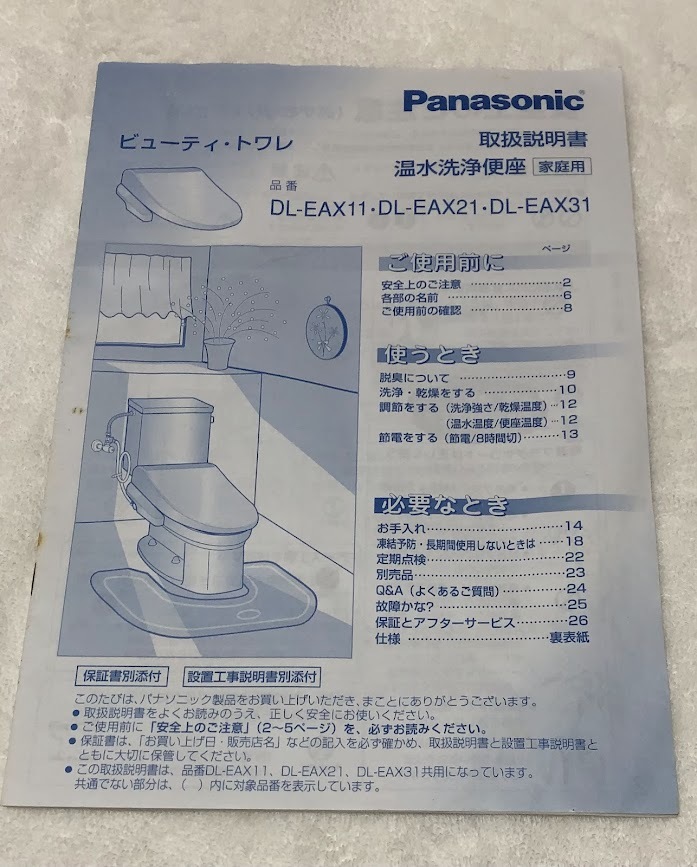 Panasonic
ビューティ・トワレ
取扱説明書
温水洗浄便座 家庭用
品番
DL-EAX11・DL-EAX21・DL-EAX31
ページ
ご使用前に
安全上のご注意 ……………2
各部の名前 ……………6
ご使用前の確認 ……………8
使うとき
脱臭について ……………9
洗浄・乾燥をする ……………10
調節をする（洗浄強さ/乾燥温度）…12
（温水温度/便座温度）…12
節電をする（節電/8時間切）………13
必要なとき
お手入れ……………14
凍結予防・長期間使用しないときは ……18
定期点検……………22
別売品……………23
Q&A（よくあるご質問）…………24
故障かな?……………25
保証とアフターサービス…………26
仕様 ……………裏表紙
保証書別添付 設置工事説明書別添付
このたびは、パナソニック製品をお買い上げいただき、まことにありがとうございます。
●取扱説明書をよくお読みのうえ、正しく安全にお使いください。
●ご使用前に「安全上のご注意」（2〜5ページ）を、必ずお読みください。
●保証書は、「お買い上げ日・販売店名」などの記入を必ず確かめ、取扱説明書と設置工事説明書と
ともに大切に保管してください。
●この取扱説明書は、品番DL-EAX11、DL-EAX21、DL-EAX31共用になっています。
共通でない部分は、（ ）内に対象品番を表示しています。